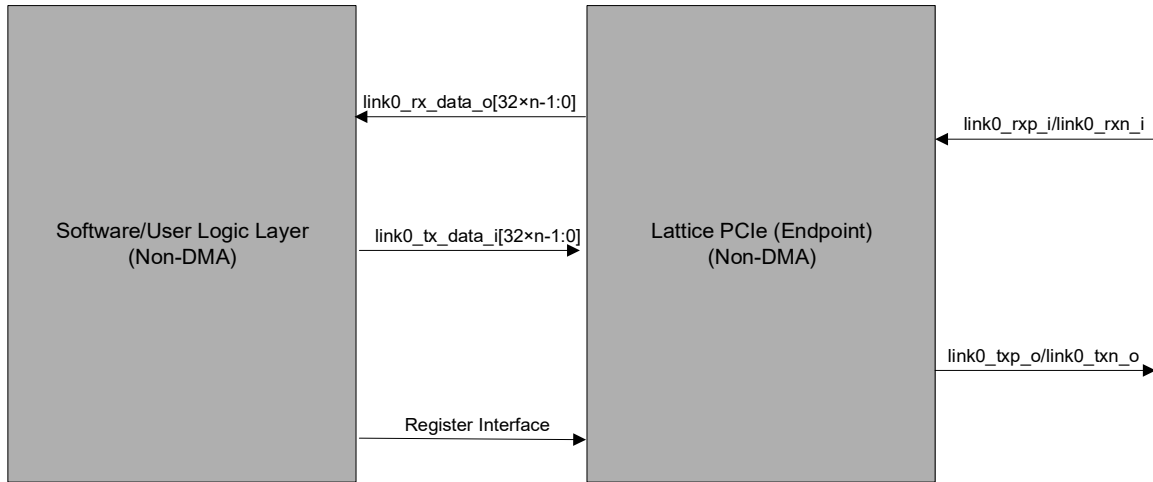 link0_rx_data_o[32×n-1:0]
link0_rxp_i/link0_rxn_i
Software/User Logic Layer
(Non-DMA)
link0_tx_data_i[32×n-1:0]
Lattice PCIe (Endpoint)
(Non-DMA)
link0_txp_o/link0_txn_o
Register Interface